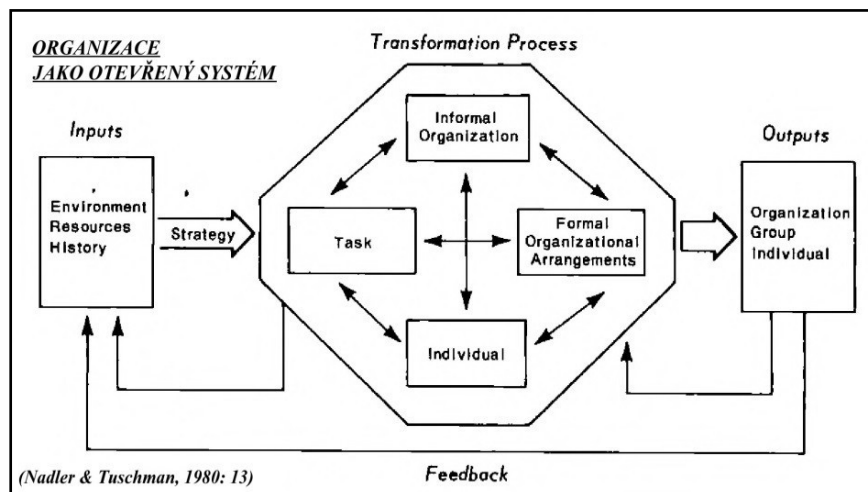 ORGANIZACE
JAKO OTEVŘENÝ SYSTÉM
Transformation Process
Inputs
Environment
Resources
History
Strategy
Informal
Organization
Task
Formal
Organizational
Arrangements
Individual
Outputs
Organization
Group
Individual
Feedback
(Nadler & Tuschman, 1980: 13)